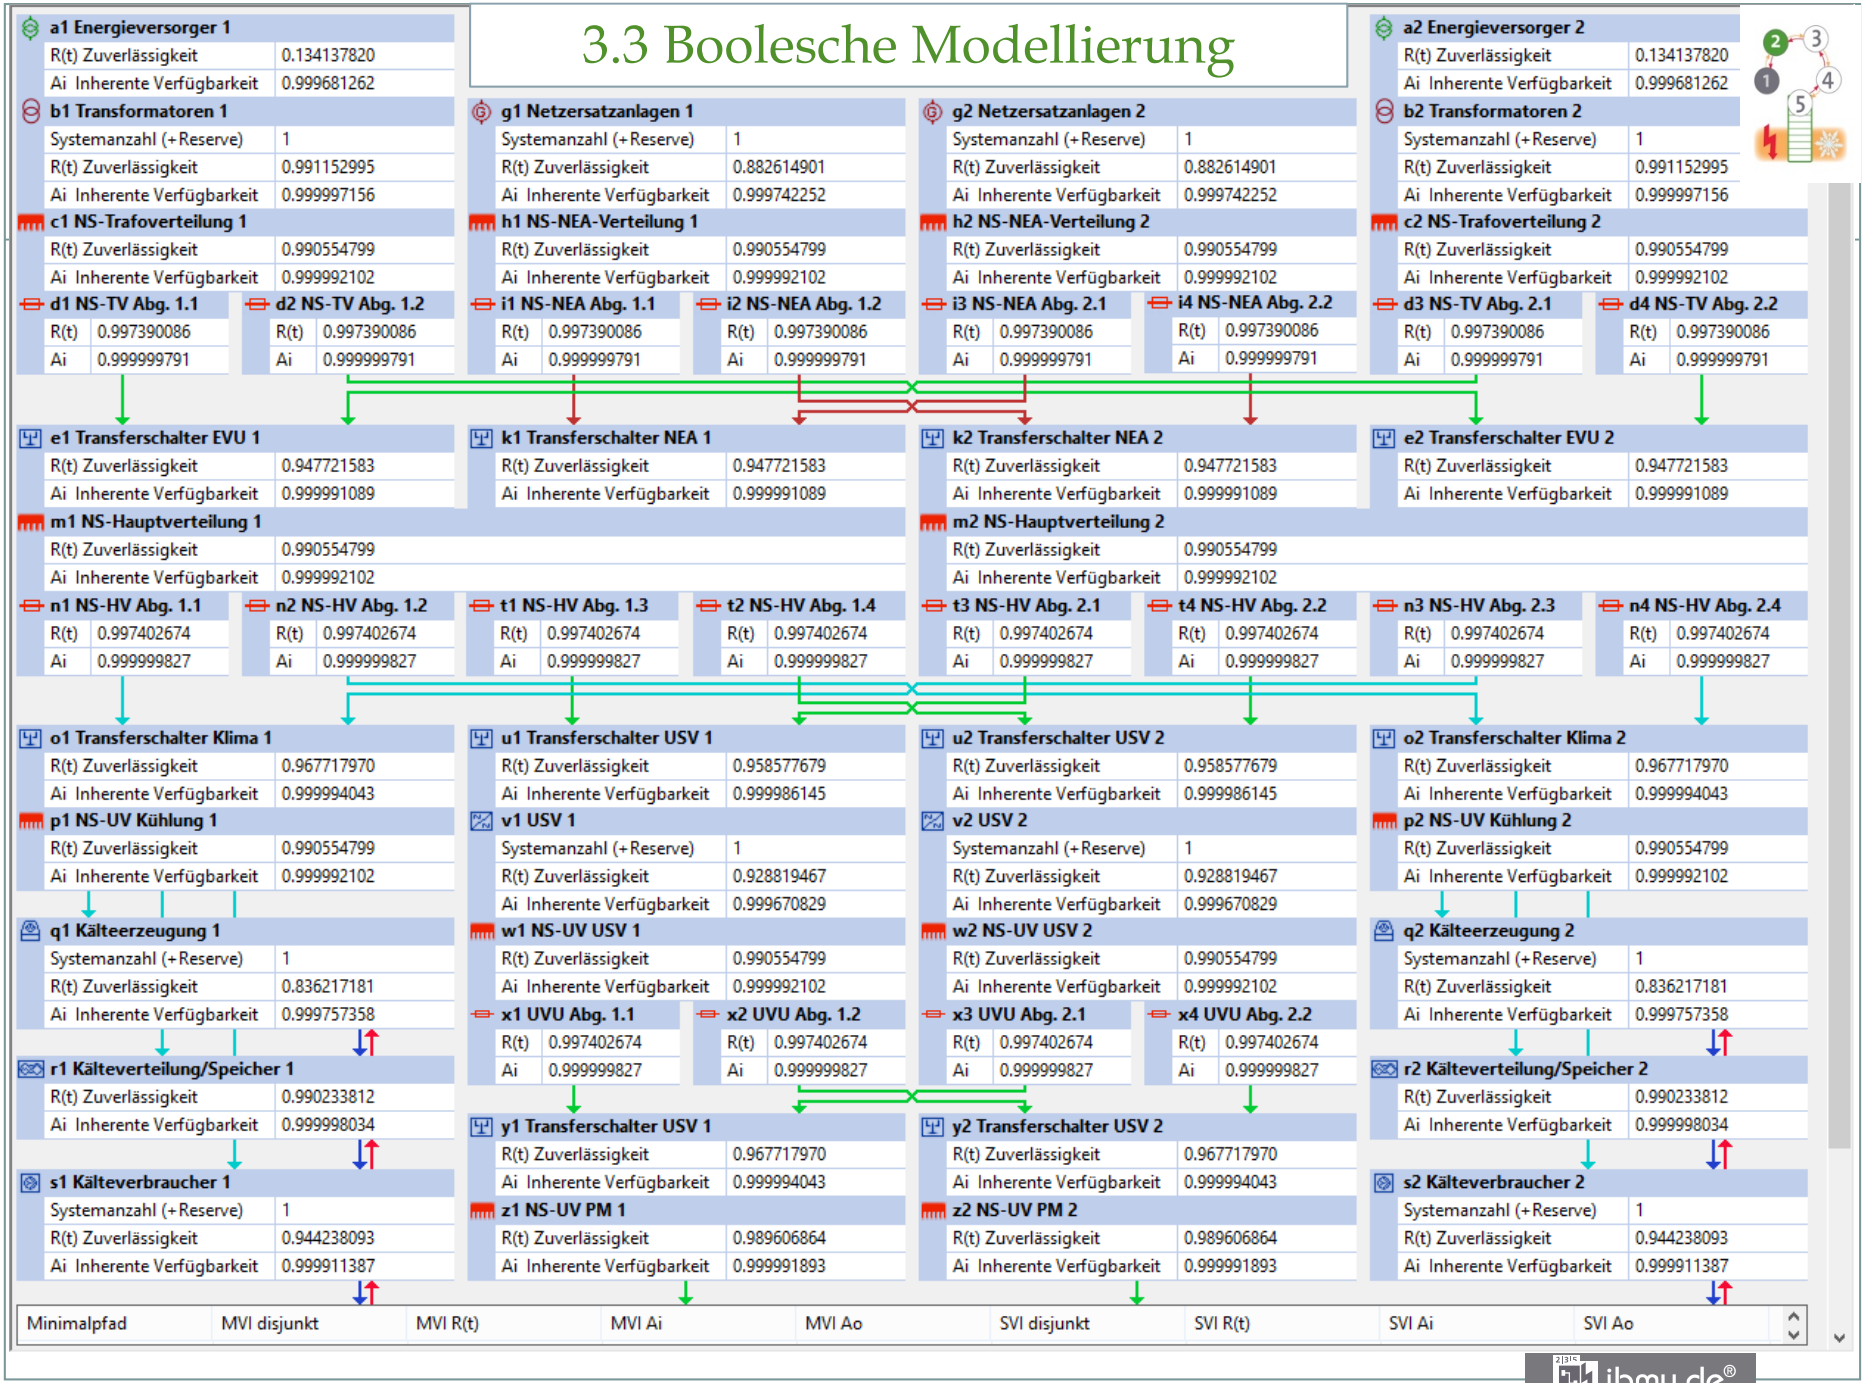 3.3 Boolesche Modellierung
a1 Energieversorger 1
R(t) Zuverlässigkeit 0.134137820
Ai Inherente Verfügbarkeit 0.999681262
a2 Energieversorger 2
R(t) Zuverlässigkeit 0.134137820
Ai Inherente Verfügbarkeit 0.999681262
2 3
1 4
5
b1 Transformatoren 1
Systemanzahl (+Reserve) 1
R(t) Zuverlässigkeit 0.991152995
Ai Inherente Verfügbarkeit 0.999997156
G g1 Netzersatzanlagen 1
Systemanzahl (+Reserve) 1
R(t) Zuverlässigkeit 0.882614901
Ai Inherente Verfügbarkeit 0.999742252
G g2 Netzersatzanlagen 2
Systemanzahl (+Reserve) 1
R(t) Zuverlässigkeit 0.882614901
Ai Inherente Verfügbarkeit 0.999742252
b2 Transformatoren 2
Systemanzahl (+Reserve) 1
R(t) Zuverlässigkeit 0.991152995
Ai Inherente Verfügbarkeit 0.999997156
c1 NS-Trafoverteilung 1
R(t) Zuverlässigkeit 0.990554799
Ai Inherente Verfügbarkeit 0.999992102
h1 NS-NEA-Verteilung 1
R(t) Zuverlässigkeit 0.990554799
Ai Inherente Verfügbarkeit 0.999992102
h2 NS-NEA-Verteilung 2
R(t) Zuverlässigkeit 0.990554799
Ai Inherente Verfügbarkeit 0.999992102
c2 NS-Trafoverteilung 2
R(t) Zuverlässigkeit 0.990554799
Ai Inherente Verfügbarkeit 0.999992102
d1 NS-TV Abg. 1.1
R(t) 0.997390086
Ai 0.999999791
d2 NS-TV Abg. 1.2
R(t) 0.997390086
Ai 0.999999791
i1 NS-NEA Abg. 1.1
R(t) 0.997390086
Ai 0.999999791
i2 NS-NEA Abg. 1.2
R(t) 0.997390086
Ai 0.999999791
i3 NS-NEA Abg. 2.1
R(t) 0.997390086
Ai 0.999999791
i4 NS-NEA Abg. 2.2
R(t) 0.997390086
Ai 0.999999791
d3 NS-TV Abg. 2.1
R(t) 0.997390086
Ai 0.999999791
d4 NS-TV Abg. 2.2
R(t) 0.997390086
Ai 0.999999791
e1 Transferschalter EVU 1
R(t) Zuverlässigkeit 0.947721583
Ai Inherente Verfügbarkeit 0.999991089
k1 Transferschalter NEA 1
R(t) Zuverlässigkeit 0.947721583
Ai Inherente Verfügbarkeit 0.999991089
k2 Transferschalter NEA 2
R(t) Zuverlässigkeit 0.947721583
Ai Inherente Verfügbarkeit 0.999991089
e2 Transferschalter EVU 2
R(t) Zuverlässigkeit 0.947721583
Ai Inherente Verfügbarkeit 0.999991089
m1 NS-Hauptverteilung 1
R(t) Zuverlässigkeit 0.990554799
Ai Inherente Verfügbarkeit 0.999992102
m2 NS-Hauptverteilung 2
R(t) Zuverlässigkeit 0.990554799
Ai Inherente Verfügbarkeit 0.999992102
n1 NS-HV Abg. 1.1
R(t) 0.997402674
Ai 0.999999827
n2 NS-HV Abg. 1.2
R(t) 0.997402674
Ai 0.999999827
t1 NS-HV Abg. 1.3
R(t) 0.997402674
Ai 0.999999827
t2 NS-HV Abg. 1.4
R(t) 0.997402674
Ai 0.999999827
t3 NS-HV Abg. 2.1
R(t) 0.997402674
Ai 0.999999827
t4 NS-HV Abg. 2.2
R(t) 0.997402674
Ai 0.999999827
n3 NS-HV Abg. 2.3
R(t) 0.997402674
Ai 0.999999827
n4 NS-HV Abg. 2.4
R(t) 0.997402674
Ai 0.999999827
o1 Transferschalter Klima 1
R(t) Zuverlässigkeit 0.967717970
Ai Inherente Verfügbarkeit 0.999994043
u1 Transferschalter USV 1
R(t) Zuverlässigkeit 0.958577679
Ai Inherente Verfügbarkeit 0.999986145
u2 Transferschalter USV 2
R(t) Zuverlässigkeit 0.958577679
Ai Inherente Verfügbarkeit 0.999986145
o2 Transferschalter Klima 2
R(t) Zuverlässigkeit 0.967717970
Ai Inherente Verfügbarkeit 0.999994043
p1 NS-UV Kühlung 1
R(t) Zuverlässigkeit 0.990554799
Ai Inherente Verfügbarkeit 0.999992102
v1 USV 1
Systemanzahl (+Reserve) 1
R(t) Zuverlässigkeit 0.928819467
Ai Inherente Verfügbarkeit 0.999670829
v2 USV 2
Systemanzahl (+Reserve) 1
R(t) Zuverlässigkeit 0.928819467
Ai Inherente Verfügbarkeit 0.999670829
p2 NS-UV Kühlung 2
R(t) Zuverlässigkeit 0.990554799
Ai Inherente Verfügbarkeit 0.999992102
q1 Kälteerzeugung 1
Systemanzahl (+Reserve) 1
R(t) Zuverlässigkeit 0.836217181
Ai Inherente Verfügbarkeit 0.999757358
w1 NS-UV USV 1
R(t) Zuverlässigkeit 0.990554799
Ai Inherente Verfügbarkeit 0.999992102
w2 NS-UV USV 2
R(t) Zuverlässigkeit 0.990554799
Ai Inherente Verfügbarkeit 0.999992102
q2 Kälteerzeugung 2
Systemanzahl (+Reserve) 1
R(t) Zuverlässigkeit 0.836217181
Ai Inherente Verfügbarkeit 0.999757358
x1 UVU Abg. 1.1
R(t) 0.997402674
Ai 0.999999827
x2 UVU Abg. 1.2
R(t) 0.997402674
Ai 0.999999827
x3 UVU Abg. 2.1
R(t) 0.997402674
Ai 0.999999827
x4 UVU Abg. 2.2
R(t) 0.997402674
Ai 0.999999827
r1 Kälteverteilung/Speicher 1
R(t) Zuverlässigkeit 0.990233812
Ai Inherente Verfügbarkeit 0.999998034
r2 Kälteverteilung/Speicher 2
R(t) Zuverlässigkeit 0.990233812
Ai Inherente Verfügbarkeit 0.999998034
y1 Transferschalter USV 1
R(t) Zuverlässigkeit 0.967717970
Ai Inherente Verfügbarkeit 0.999994043
y2 Transferschalter USV 2
R(t) Zuverlässigkeit 0.967717970
Ai Inherente Verfügbarkeit 0.999994043
s1 Kälteverbraucher 1
Systemanzahl (+Reserve) 1
R(t) Zuverlässigkeit 0.944238093
Ai Inherente Verfügbarkeit 0.999911387
z1 NS-UV PM 1
R(t) Zuverlässigkeit 0.989606864
Ai Inherente Verfügbarkeit 0.999991893
z2 NS-UV PM 2
R(t) Zuverlässigkeit 0.989606864
Ai Inherente Verfügbarkeit 0.999991893
s2 Kälteverbraucher 2
Systemanzahl (+Reserve) 1
R(t) Zuverlässigkeit 0.944238093
Ai Inherente Verfügbarkeit 0.999911387
Minimalpfad MVI disjunkt MVI R(t) MVI Ai MVI Ao SVI disjunkt SVI R(t) SVI Ai SVI Ao
2|3|5
ibmu.de®